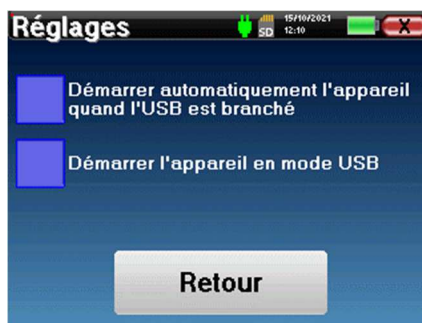 Réglages
SD
15/10/2021
12:10
X
Démarrer automatiquement l'appareil
quand l'USB est branché
Démarrer l'appareil en mode USB
Retour